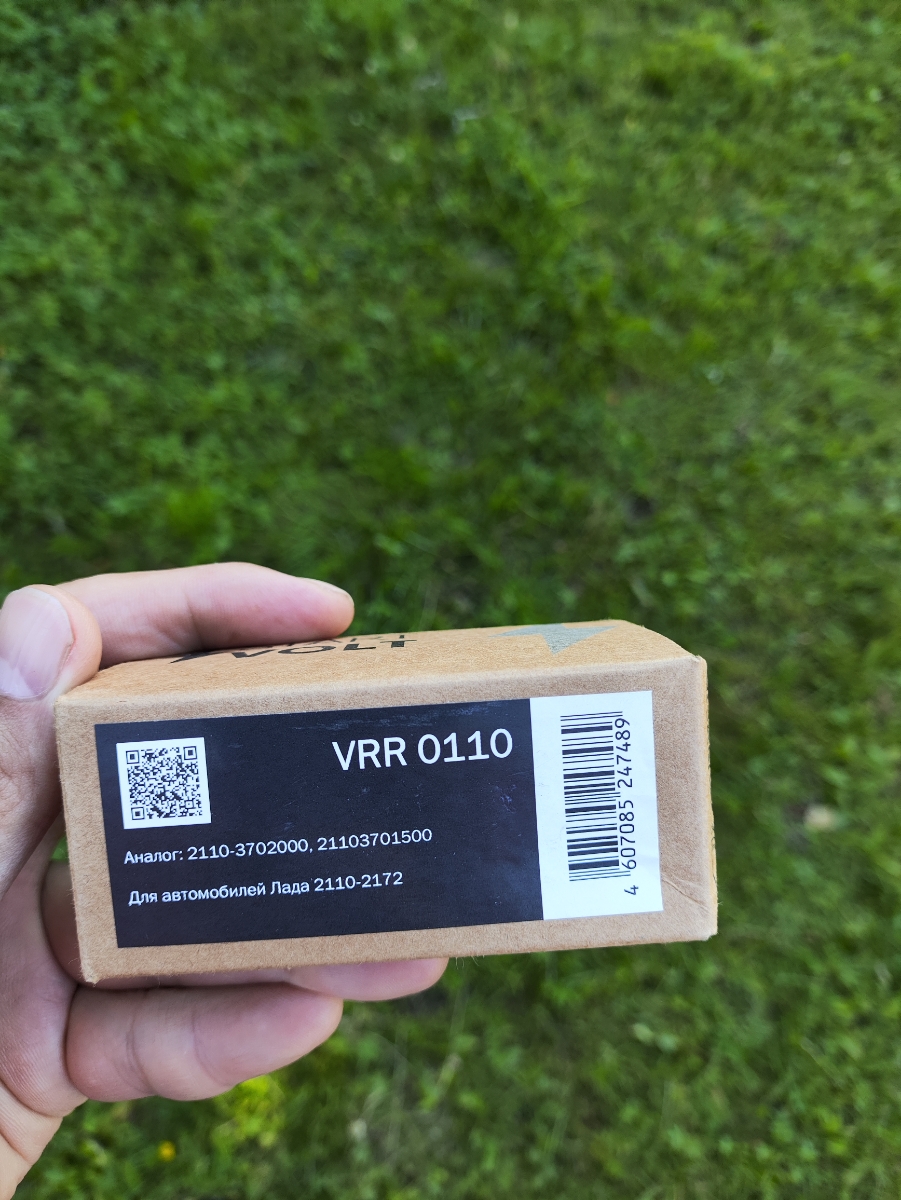 VOLT
VRR 0110
Аналог: 2110-3702000, 21103701500
Для автомобилей Лада 2110-2172
4 607085 247489